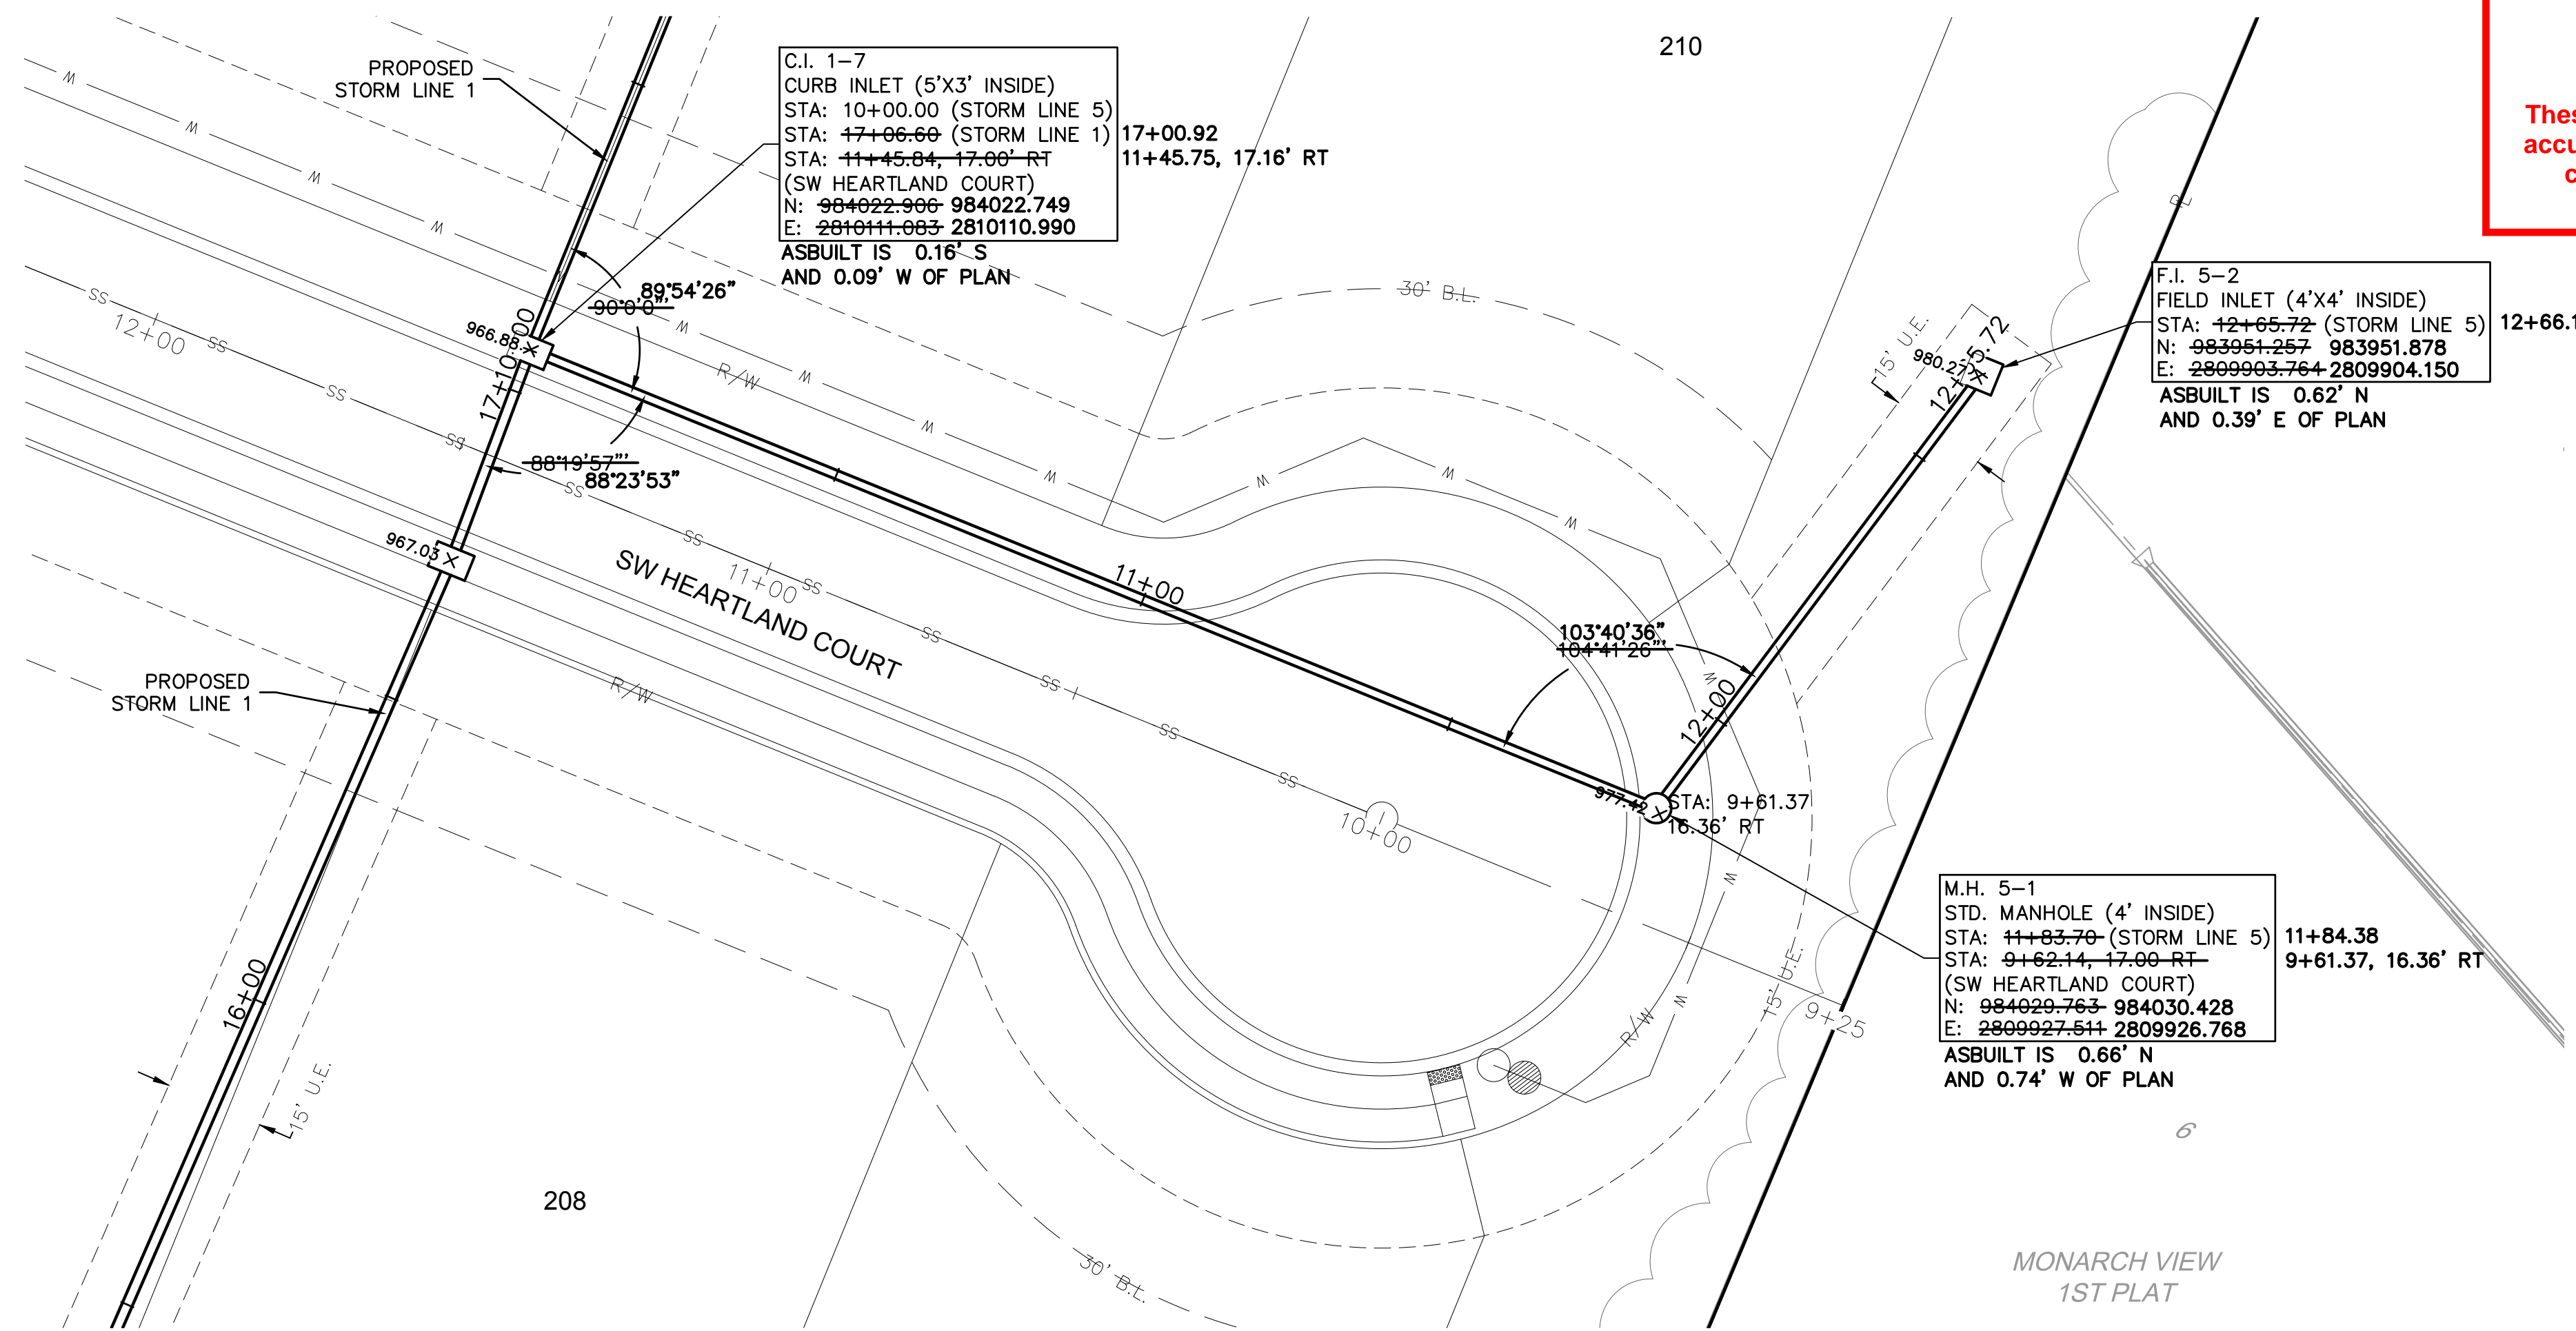 210
PROPOSED
STORM LINE 1
C.I. 1-7
CURB INLET (5'X3' INSIDE)
STA: 10+00.00 (STORM LINE 5)
STA: 17+06.60 (STORM LINE 1) 17+00.92
STA: 11+45.84, 17.00' RT 11+45.75, 17.16' RT
(SW HEARTLAND COURT)
N: 984022.906 984022.749
E: 2810111.083 2810110.990
ASBUILT IS 0.16' S
AND 0.09' W OF PLAN
89°54'26"
90°0'0"
966.88
17+10.00
12+00
88°19'57"
88°23'53"
967.03
R/W
30' B.L.
15' U.E.
980.27
F.I. 5-2
FIELD INLET (4'X4' INSIDE)
STA: 12+65.72 (STORM LINE 5)
N: 983951.257 983951.878
E: 2809903.764 2809904.150
ASBUILT IS 0.62' N
AND 0.39' E OF PLAN
SW HEARTLAND COURT
11+00
11+00
103°40'36"
104°41'26"
12+00
PROPOSED
STORM LINE 1
R/W
977.42
STA: 9+61.37
16.36' RT
10+00
M.H. 5-1
STD. MANHOLE (4' INSIDE)
STA: 11+83.70 (STORM LINE 5) 11+84.38
STA: 9+62.14, 17.00 RT 9+61.37, 16.36' RT
(SW HEARTLAND COURT)
N: 984029.763 984030.428
E: 2809927.511 2809926.768
ASBUILT IS 0.66' N
AND 0.74' W OF PLAN
16+00
15' U.E.
R/W
15' U.E.
9+25
208
30' B.L.
6
MONARCH VIEW
1ST PLAT